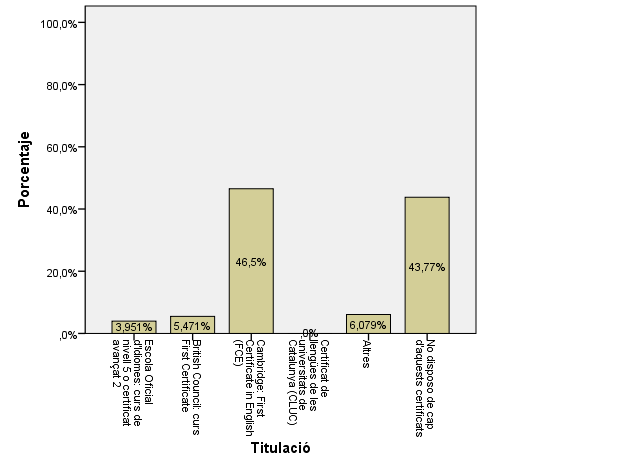 100,0%
80,0%
60,0%
40,0%
20,0%
,0%
Porcentaje
3,951%
5,471%
46,5%
0%
6,079%
43,77%
Escola Oficial
d'Idiomes: curs de
nivell 5 o certificat
avançat 2
British Council: curs
First Certificate
Cambridge: First
Certificate in English
(FCE)
Certificat de
llengües de les
universitats de
Catalunya (CLUC)
Altres
No disposo de cap
d'aquests certificats
Titulació